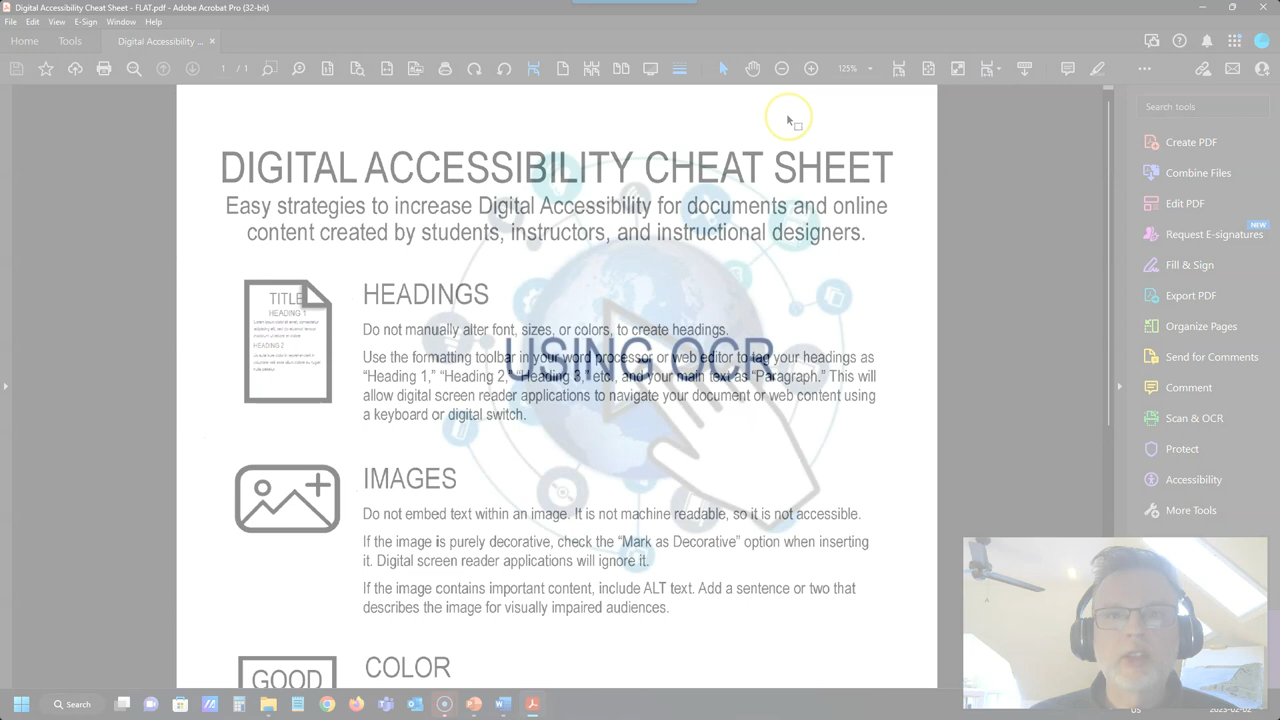 Digital Accessibility Cheat Sheet - FLAT.pdf - Adobe Acrobat Pro (32-bit)
File Edit View E-Sign Window Help
Home Tools Digital Accessibility ... ×
1 / 1 125%
Search tools
Create PDF
Combine Files
Edit PDF
NEW
Request E-signatures
Fill & Sign
Export PDF
Organize Pages
Send for Comments
Comment
Scan & OCR
Protect
Accessibility
More Tools
DIGITAL ACCESSIBILITY CHEAT SHEET
Easy strategies to increase Digital Accessibility for documents and online
content created by students, instructors, and instructional designers.
TITLE
HEADING 1
HEADING 2
HEADINGS
Do not manually alter font, sizes, or colors, to create headings.
USING OCR
Use the formatting toolbar in your word processor or web editor to tag your headings as
“Heading 1,” “Heading 2, “Heading 3,” etc., and your main text as “Paragraph.” This will
allow digital screen reader applications to navigate your document or web content using
a keyboard or digital switch.
IMAGES
Do not embed text within an image. It is not machine readable, so it is not accessible.
If the image is purely decorative, check the “Mark as Decorative” option when inserting
it. Digital screen reader applications will ignore it.
If the image contains important content, include ALT text. Add a sentence or two that
describes the image for visually impaired audiences.
GOOD
COLOR
Search
US
2023-02-02